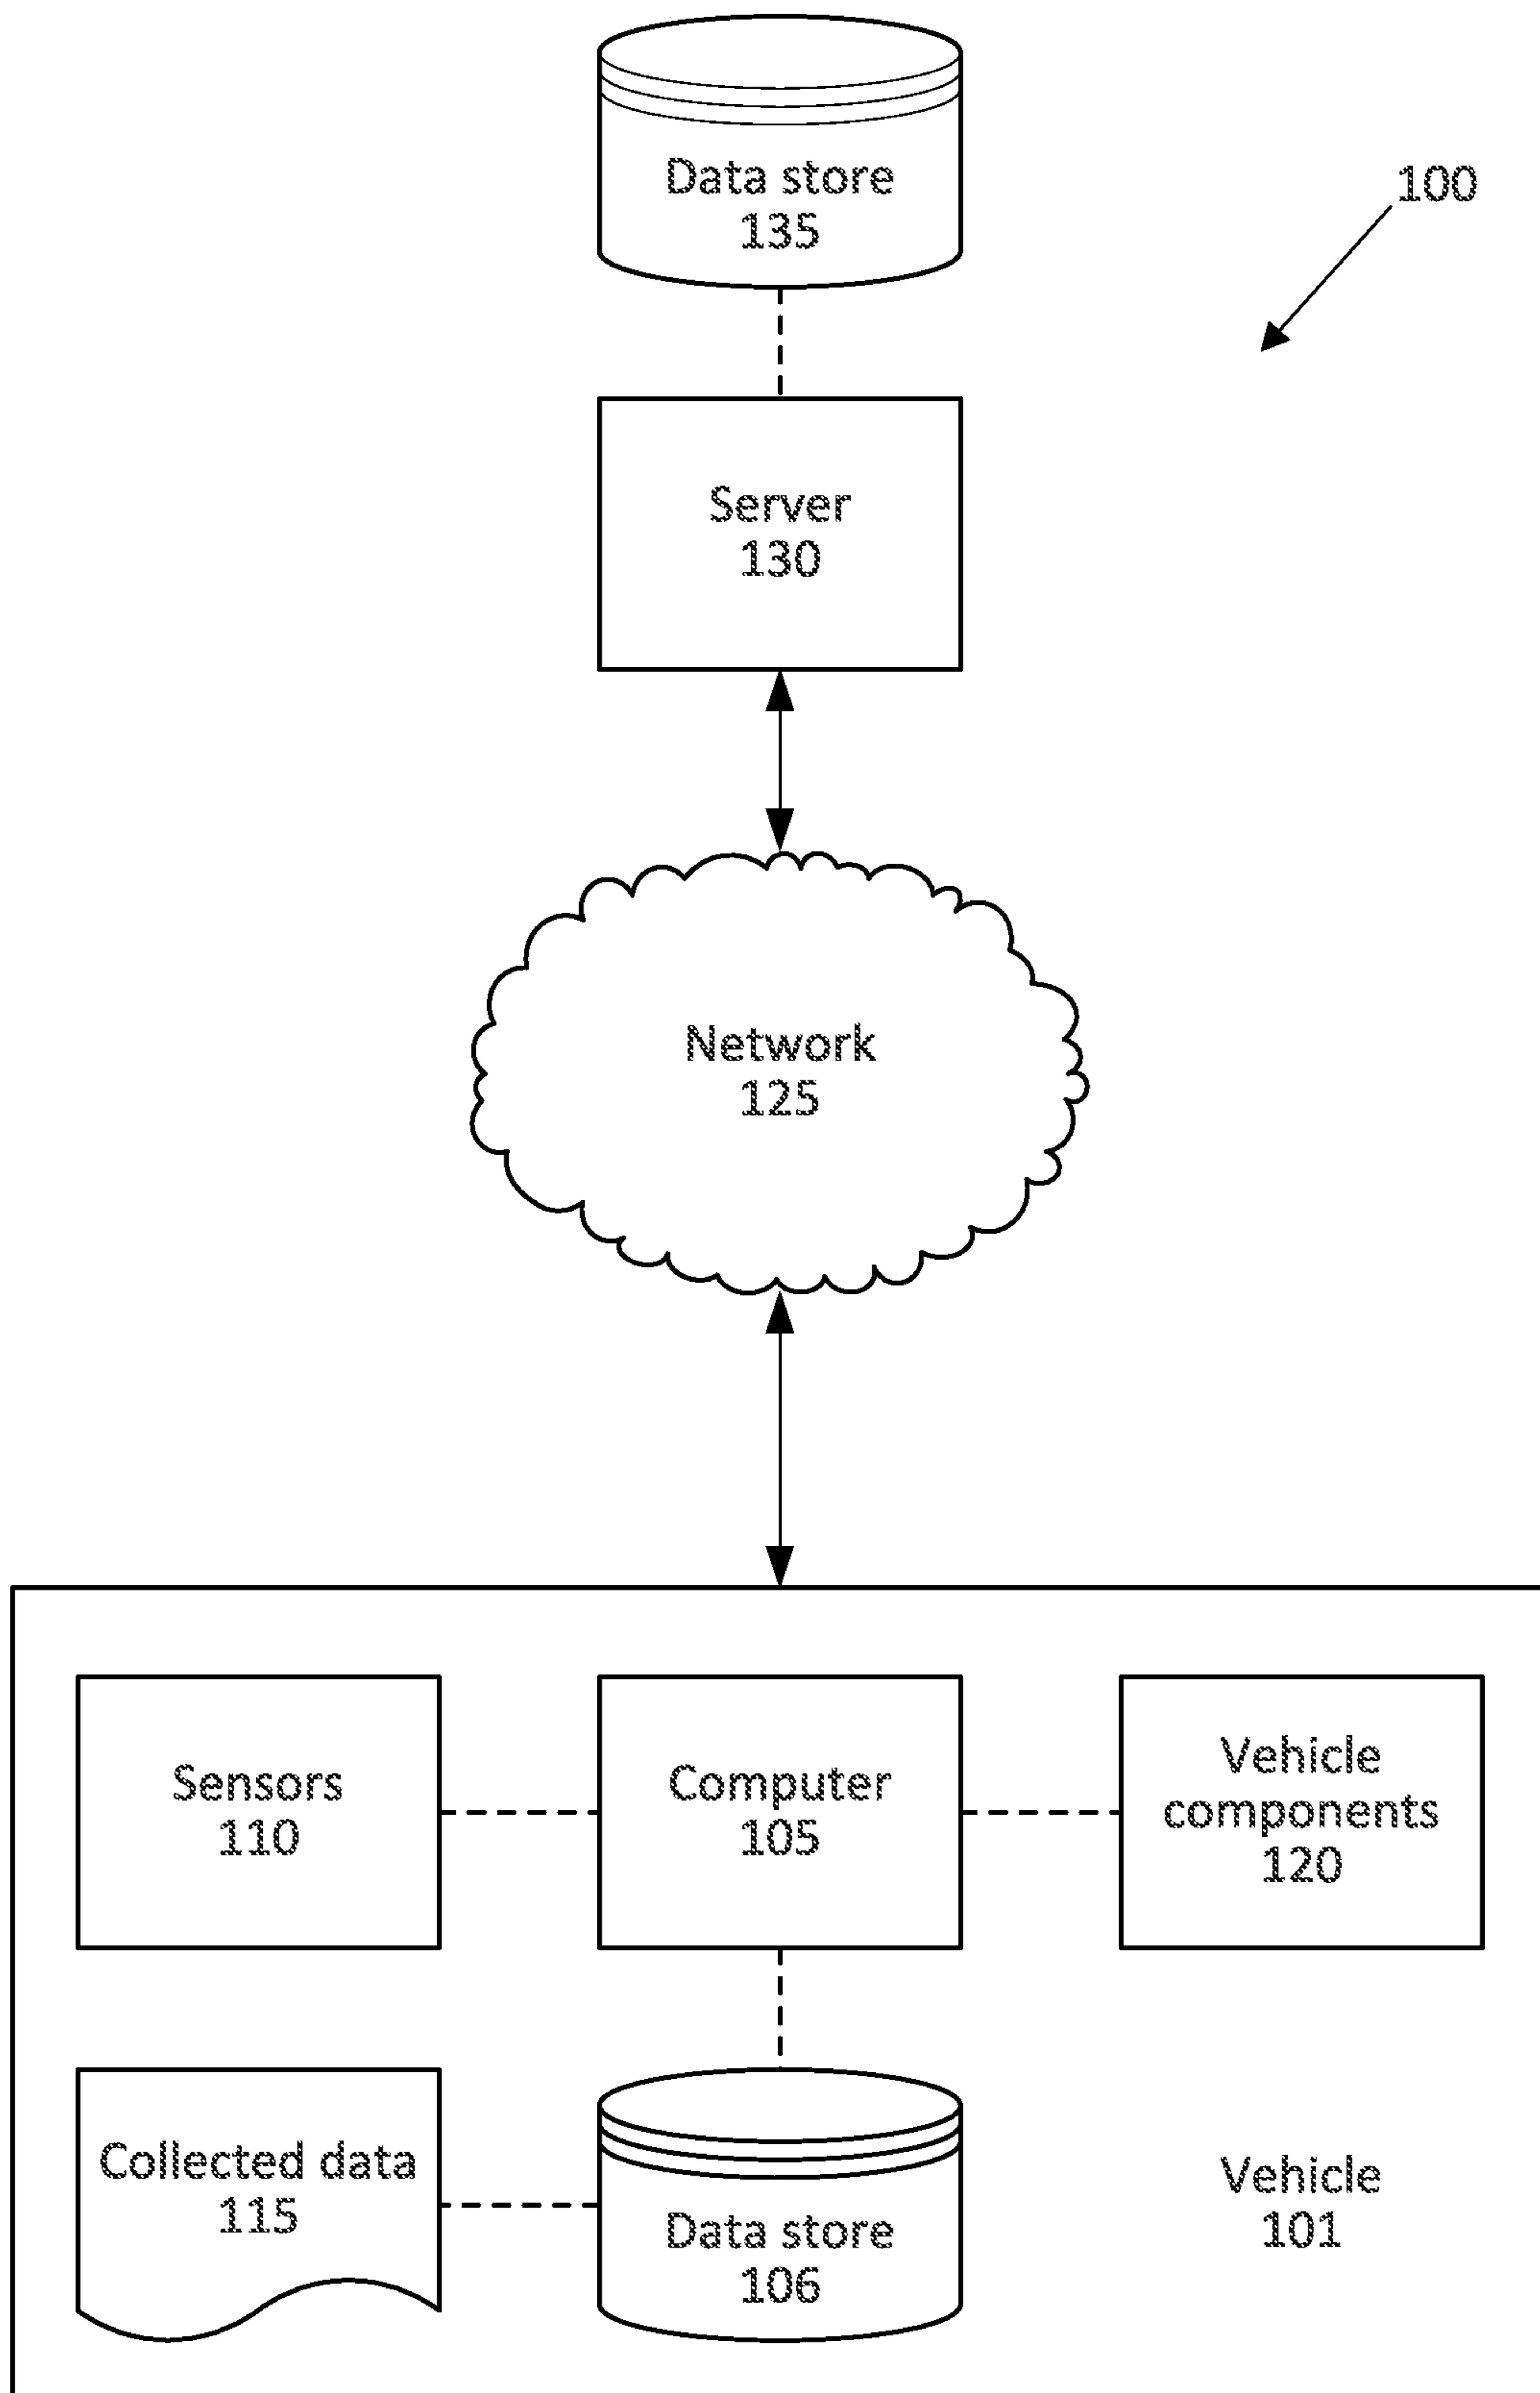 Data store
135
100
Server
130
Network
125
Sensors
110
Computer
105
Vehicle
components
120
Collected data
115
Data store
106
Vehicle
101